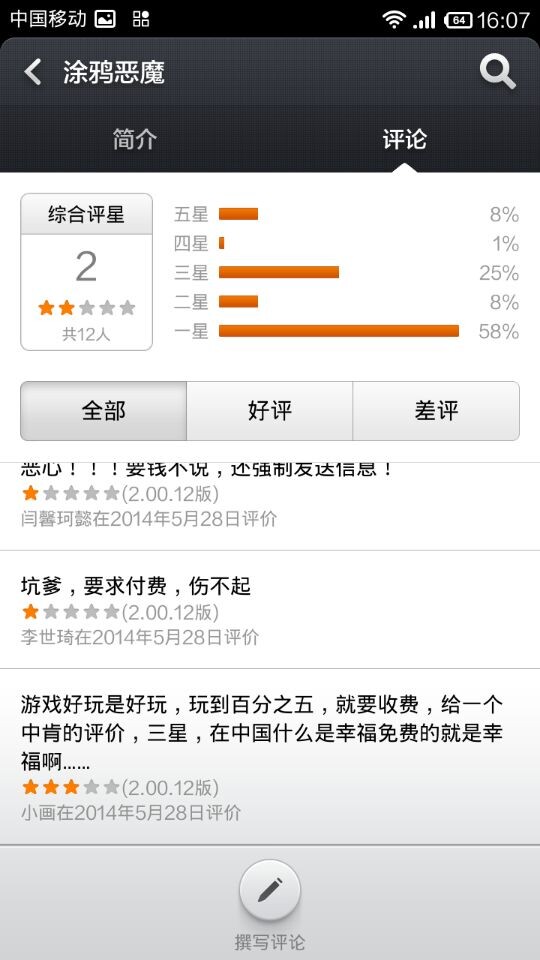 中国移动 64 16:07
涂鸦恶魔
简介 评论
综合评星
2
共12人
五星 8%
四星 1%
三星 25%
二星 8%
一星 58%
全部 好评 差评
恶心！！！要钱不说，还强制发送信息！
(2.00.12版)
闫馨珂懿在2014年5月28日评价
坑爹，要求付费，伤不起
(2.00.12版)
李世琦在2014年5月28日评价
游戏好玩是好玩，玩到百分之五，就要收费，给一个
中肯的评价，三星，在中国什么是幸福免费的就是幸
福啊......
(2.00.12版)
小画在2014年5月28日评价
撰写评论